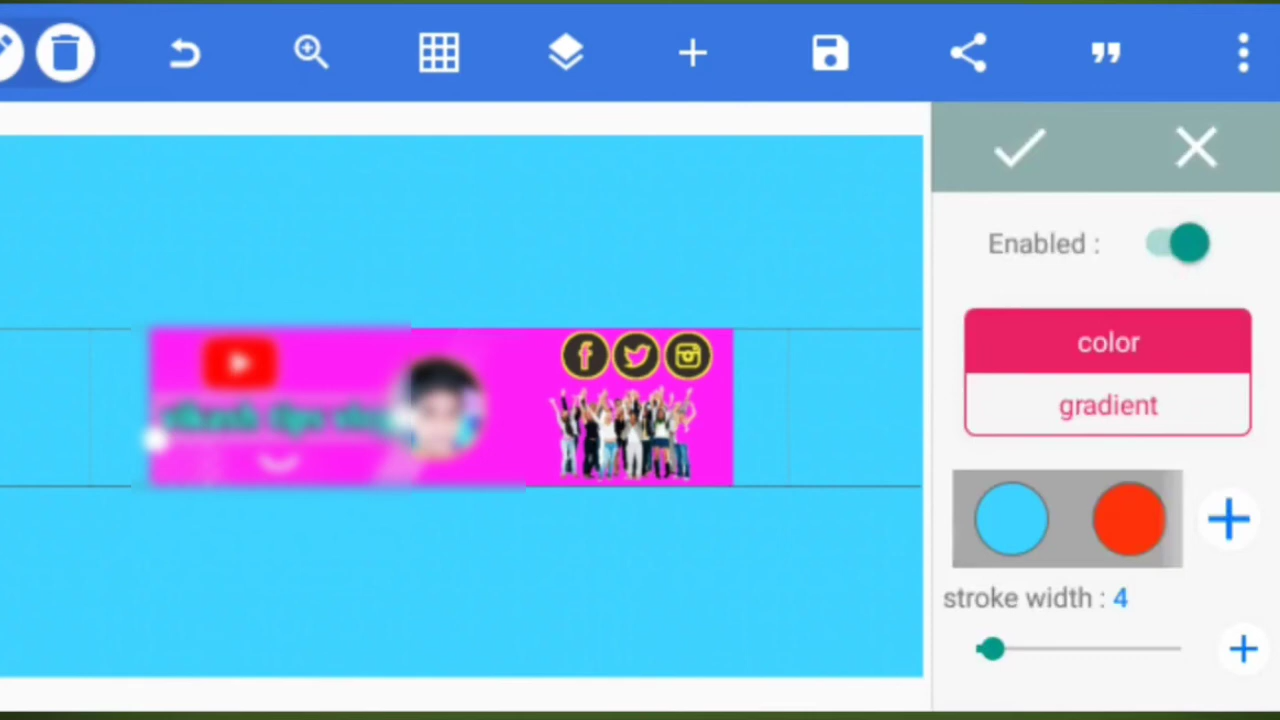 Enabled :
color
gradient
stroke width : 4